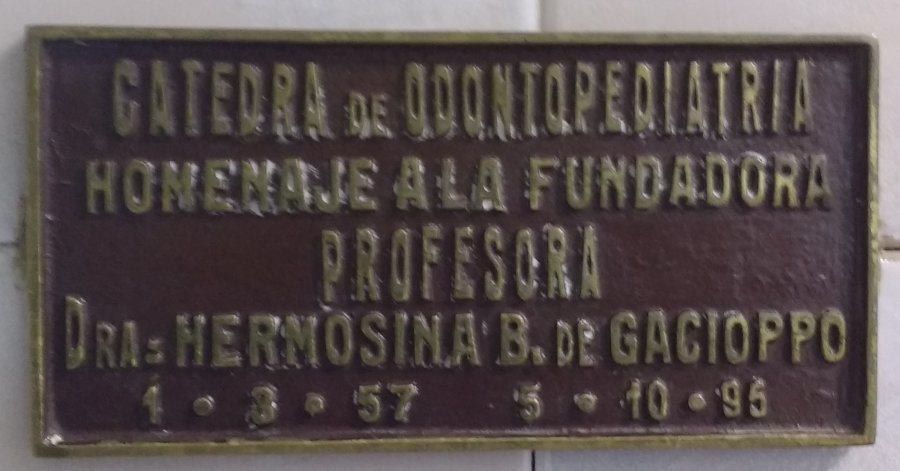 CATEDRA DE ODONTOPEDIATRIA
HOMENAJE A LA FUNDADORA
PROFESORA
DRA: HERMOSINA B. DE GACIOPPO
1 • 3 • 57 5 • 10 • 95